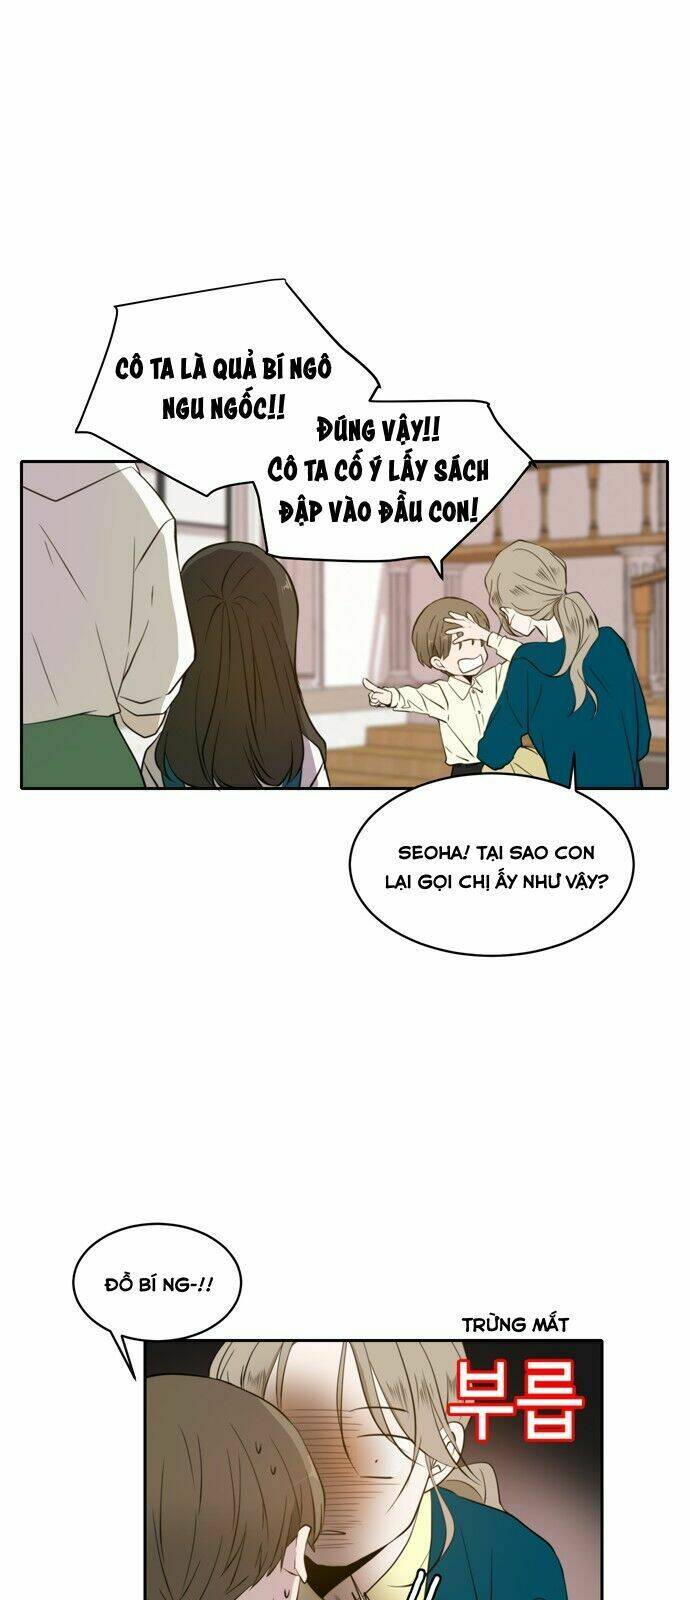 CÔ TA LÀ QUẢ BÍ NGÔ
NGU NGỐC!!
ĐÚNG VẬY!!
CÔ TA CỐ Ý LẤY SÁCH
ĐẬP VÀO ĐẦU CON!
SEOHA! TẠI SAO CON
LẠI GỌI CHỊ ẤY NHƯ VẬY?
ĐỒ BÍ NG-!!
TRỪNG MẮT
부릅